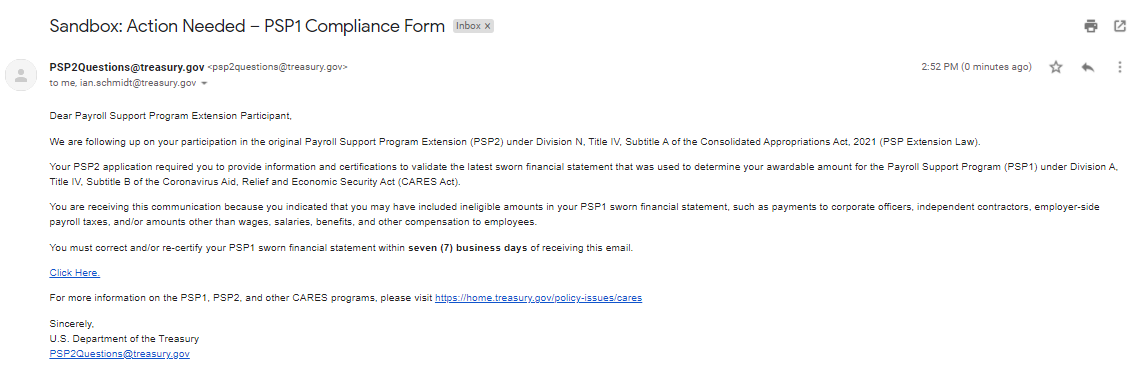 Sandbox: Action Needed – PSP1 Compliance Form Inbox x
PSP2Questions@treasury.gov <psp2questions@treasury.gov> 2:52 PM (0 minutes ago)
to me, ian.schmidt@treasury.gov
Dear Payroll Support Program Extension Participant,
We are following up on your participation in the original Payroll Support Program Extension (PSP2) under Division N, Title IV, Subtitle A of the Consolidated Appropriations Act, 2021 (PSP Extension Law).
Your PSP2 application required you to provide information and certifications to validate the latest sworn financial statement that was used to determine your awardable amount for the Payroll Support Program (PSP1) under Division A,
Title IV, Subtitle B of the Coronavirus Aid, Relief and Economic Security Act (CARES Act).
You are receiving this communication because you indicated that you may have included ineligible amounts in your PSP1 sworn financial statement, such as payments to corporate officers, independent contractors, employer-side
payroll taxes, and/or amounts other than wages, salaries, benefits, and other compensation to employees.
You must correct and/or re-certify your PSP1 sworn financial statement within seven (7) business days of receiving this email.
Click Here.
For more information on the PSP1, PSP2, and other CARES programs, please visit https://home.treasury.gov/policy-issues/cares
Sincerely,
U.S. Department of the Treasury
PSP2Questions@treasury.gov